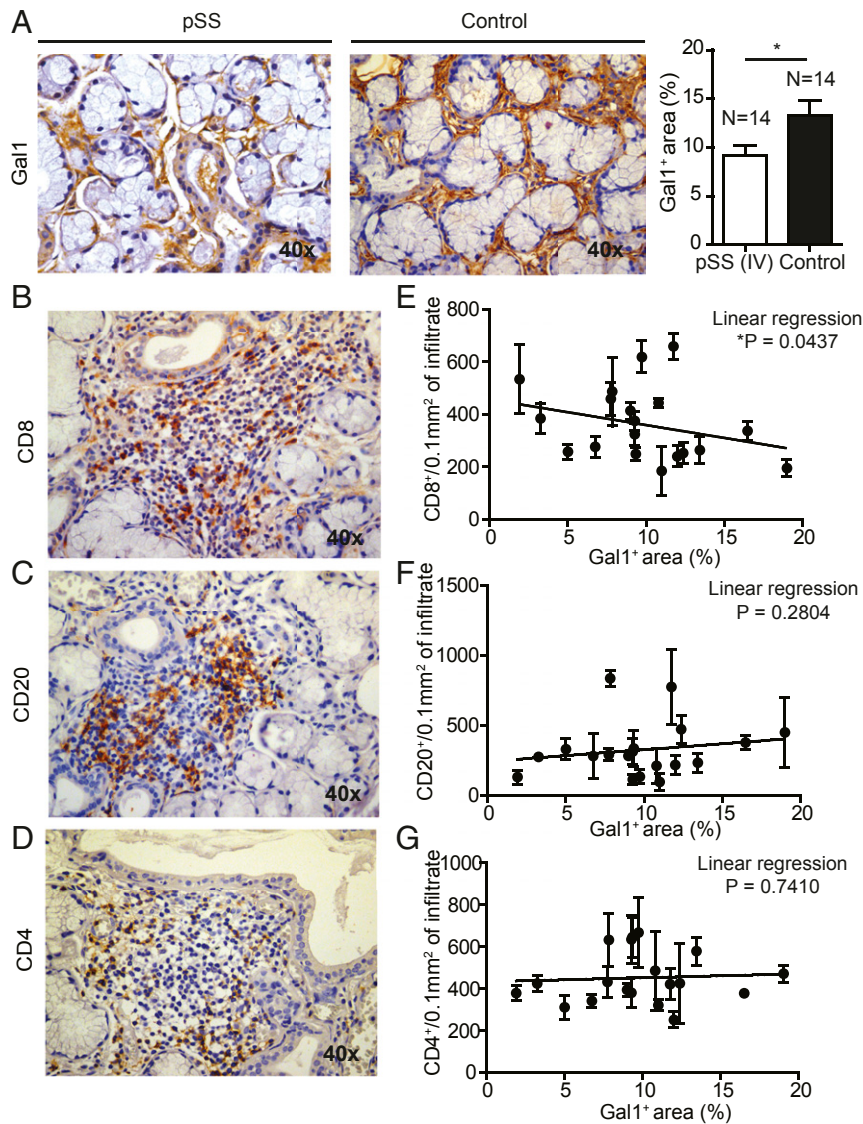 A
pSS
Control
Gal1
40x
40x
Gal1+ area (%)
20
15
10
5
0
*
N=14
N=14
pSS (IV) Control
B
CD8
40x
E
CD8+/0.1mm2 of infiltrate
800
600
400
200
0
0 5 10 15 20
Gal1+ area (%)
Linear regression
*P = 0.0437
C
CD20
40x
F
CD20+/0.1mm2 of infiltrate
1500
1000
500
0
0 5 10 15 20
Gal1+ area (%)
Linear regression
P = 0.2804
D
CD4
40x
G
CD4+/0.1mm2 of infiltrate
1000
800
600
400
200
0
0 5 10 15 20
Gal1+ area (%)
Linear regression
P = 0.7410